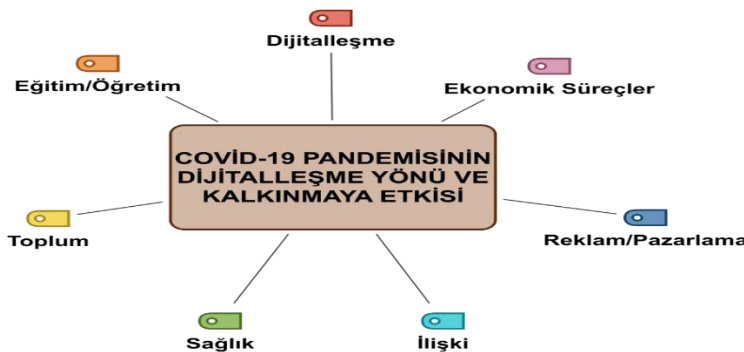 Dijitalleşme
Eğitim/Öğretim
Ekonomik Süreçler
COVİD-19 PANDEMİSİNİN
DİJİTALLEŞME YÖNÜ VE
KALKINMAYA ETKİSİ
Toplum
Reklam/Pazarlama
Sağlık
İlişki